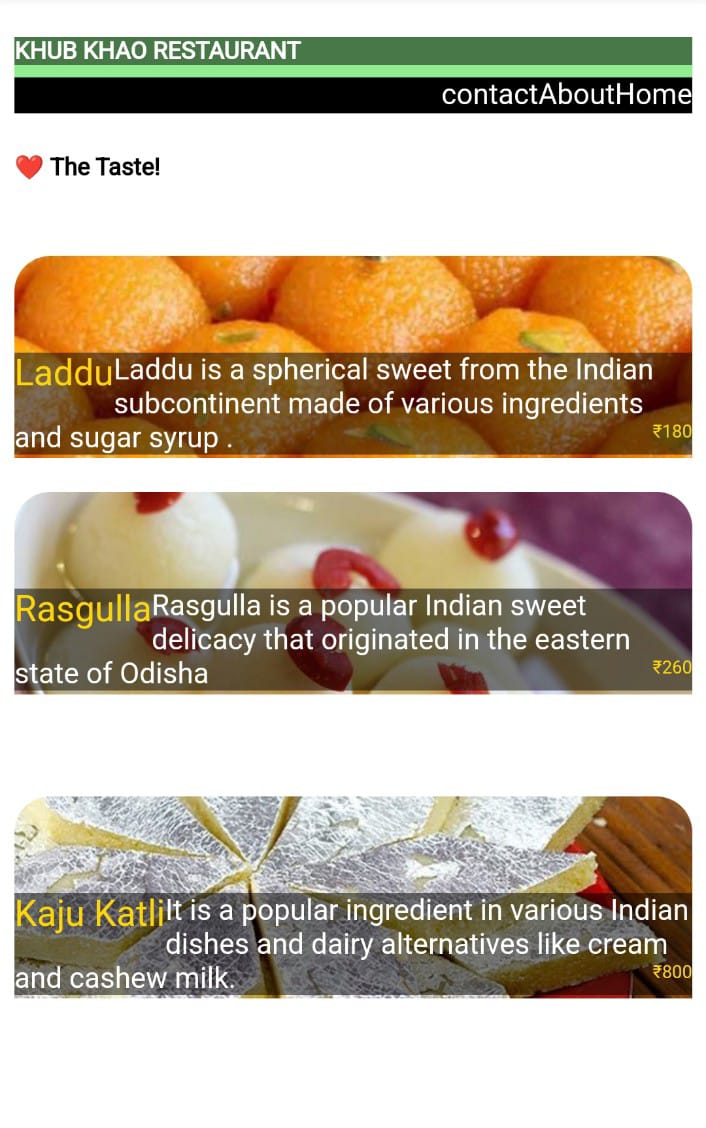 KHUB KHAO RESTAURANT
contactAboutHome
❤️ The Taste!
LadduLaddu is a spherical sweet from the Indian
subcontinent made of various ingredients
and sugar syrup .
₹180
RasgullaRasgulla is a popular Indian sweet
delicacy that originated in the eastern
state of Odisha
₹260
Kaju KatliIt is a popular ingredient in various Indian
dishes and dairy alternatives like cream
and cashew milk.
₹800